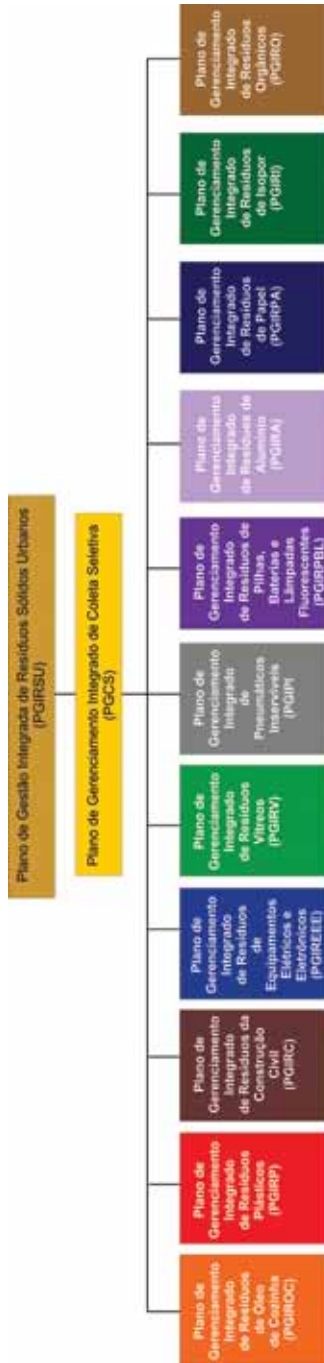 Plano de Gestão Integrada de Resíduos Sólidos Urbanos
(PGIRSU)
Plano de Gerenciamento Integrado de Coleta Seletiva
(PGCS)
Plano de
Gerenciamento
Integrado
de Resíduos
de Óleo
de Cozinha
(PGIROC)
Plano de
Gerenciamento
Integrado
de Resíduos
Plásticos
(PGIRP)
Plano de
Gerenciamento
Integrado
de Resíduos da
Construção
Civil
(PGIRC)
Plano de
Gerenciamento
Integrado
de Resíduos
de
Equipamentos
Elétricos e
Eletrônicos
(PGIREEE)
Plano de
Gerenciamento
Integrado
de Resíduos
Vítreos
(PGIRV)
Plano de
Gerenciamento
Integrado
de
Pneumáticos
Inservíveis
(PGIPI
Plano de
Gerenciamento
Integrado
de Resíduos de
Pilhas,
Baterias e
Lâmpadas
Fluorescentes
(PGIRPBL)
Plano de
Gerenciamento
Integrado
de Resíduos de
Alumínio
(PGIRA)
Plano de
Gerenciamento
Integrado
de Resíduos
de Papel
(PGIRPA)
Plano de
Gerenciamento
Integrado
de Resíduos
de Isopor
(PGIRI)
Plano de
Gerenciamento
Integrado
de Resíduos
Orgânicos
(PGIRO)